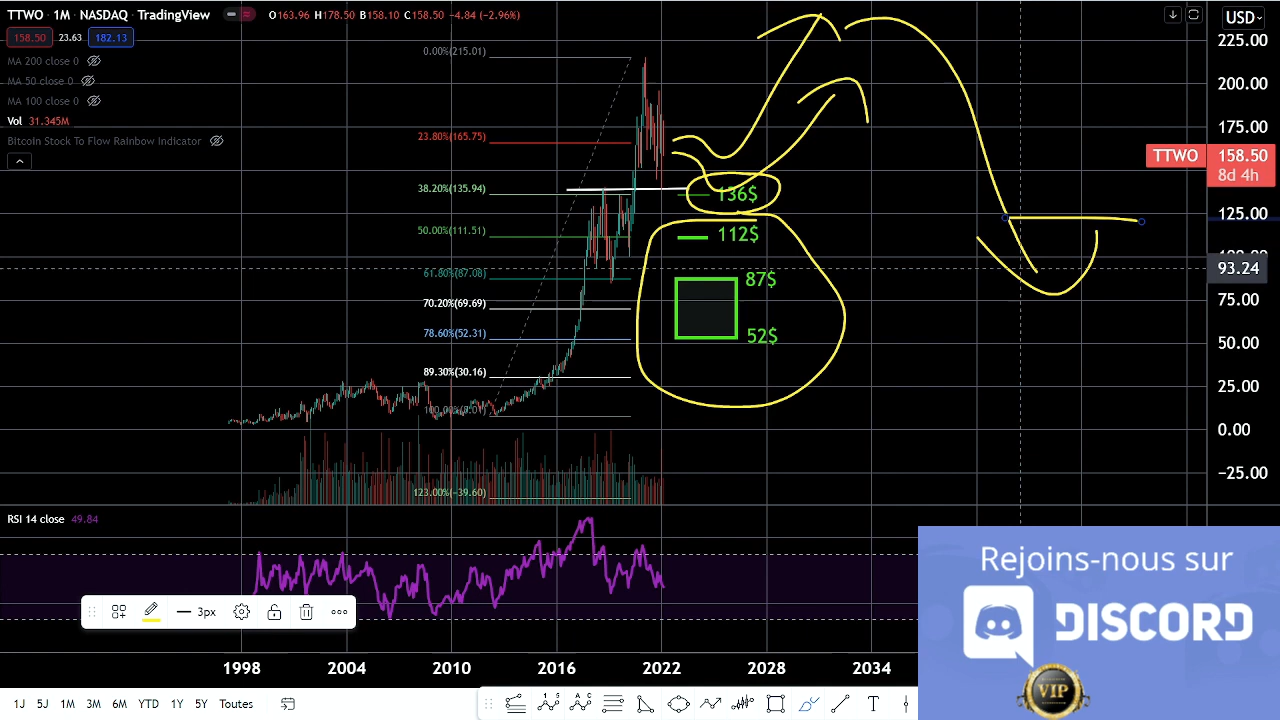 TTWO · 1M · NASDAQ · TradingView O163.96 H178.50 B158.10 C158.50 -4.84 (-2.96%)
158.50 23.63 182.13
MA 200 close 0
MA 50 close 0
MA 100 close 0
Vol 31.345M
Bitcoin Stock To Flow Rainbow Indicator
USD
225.00
200.00
175.00
TTWO 158.50
8d 4h
125.00
93.24
75.00
50.00
25.00
0.00
−25.00
0.00%(215.01)
23.80%(165.75)
38.20%(135.94)
50.00%(111.51)
61.80%(87.08)
70.20%(69.69)
78.60%(52.31)
89.30%(30.16)
123.00%(-39.60)
136$
112$
87$
52$
RSI 14 close 49.84
3px
1998 2004 2010 2016 2022 2028 2034
1J 5J 1M 3M 6M YTD 1Y 5Y Toutes
Rejoins-nous sur
DISCORD
VIP